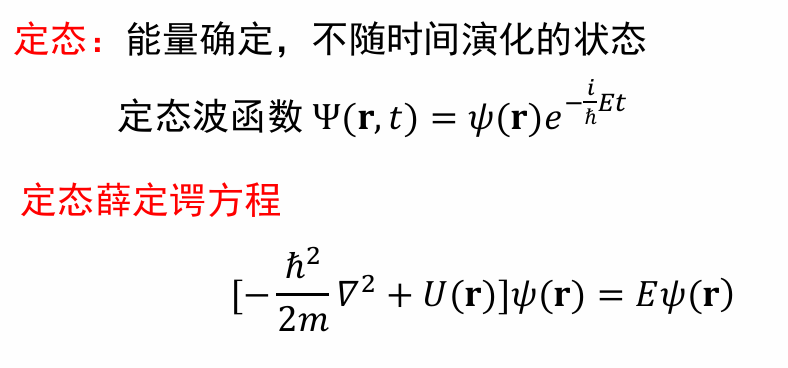 定态：能量确定，不随时间演化的状态
定态波函数 Ψ(𝐫, t) = ψ(𝐫)e^{-\frac{i}{ℏ}Et}
定态薛定谔方程
[-\frac{ℏ^2}{2m}∇^2 + U(𝐫)]ψ(𝐫) = Eψ(𝐫)